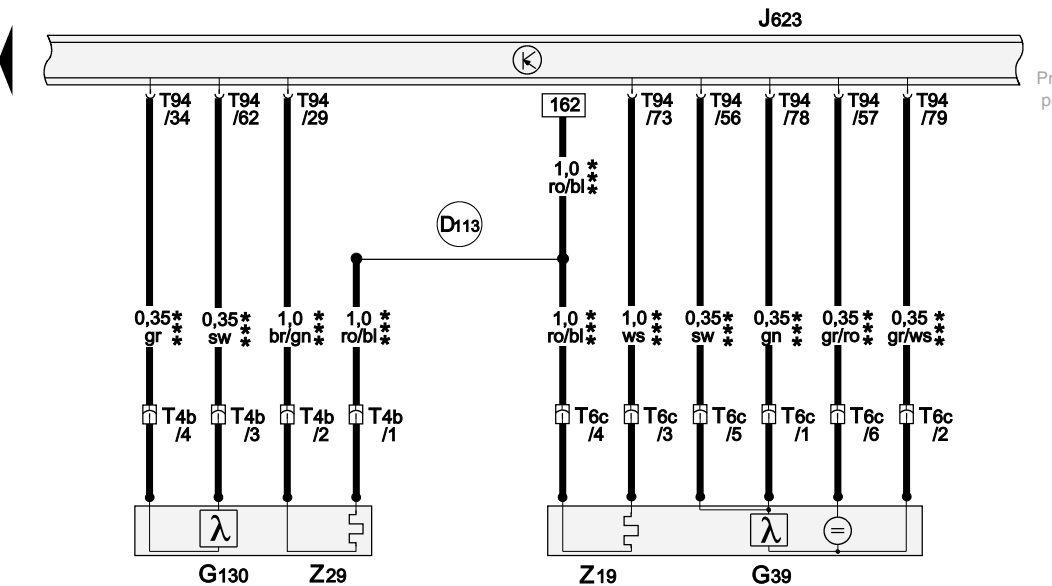 J623
Pr
p
T94 T94 T94 162 T94 T94 T94 T94 T94
/34 /62 /29 /73 /56 /78 /57 /79
1,0 ***
ro/bl
D113
0,35*** 0,35*** 1,0 *** 1,0 *** 1,0 *** 1,0 *** 0,35*** 0,35*** 0,35*** 0,35***
gr sw br/gn ro/bl ro/bl ws sw gn gr/ro gr/ws
T4b T4b T4b T4b T6c T6c T6c T6c T6c T6c
/4 /3 /2 /1 /4 /3 /5 /1 /6 /2
λ λ =
G130 Z29 Z19 G39